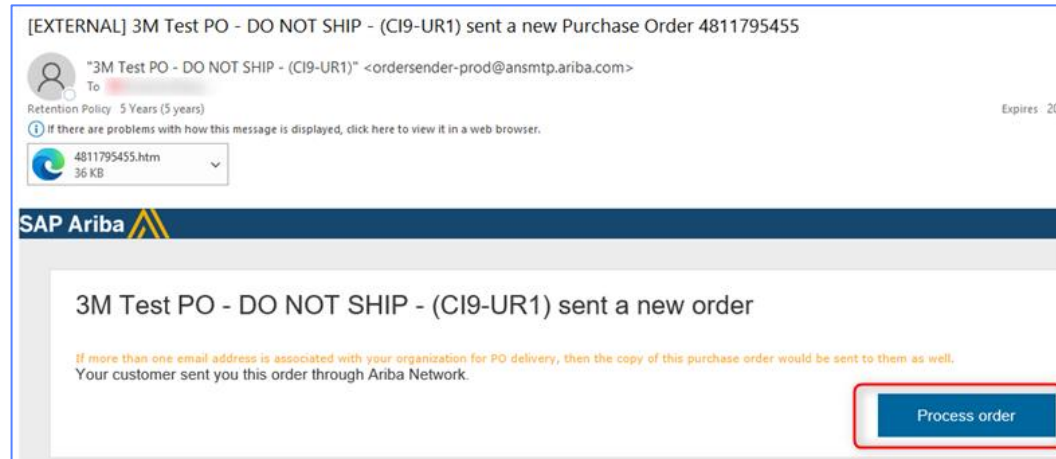 [EXTERNAL] 3M Test PO - DO NOT SHIP - (CI9-UR1) sent a new Purchase Order 4811795455
"3M Test PO - DO NOT SHIP - (CI9-UR1)" <ordersender-prod@ansmtp.ariba.com>
To
Retention Policy 5 Years (5 years) Expires 20
If there are problems with how this message is displayed, click here to view it in a web browser.
4811795455.htm
36 KB
SAP Ariba
3M Test PO - DO NOT SHIP - (CI9-UR1) sent a new order
If more than one email address is associated with your organization for PO delivery, then the copy of this purchase order would be sent to them as well.
Your customer sent you this order through Ariba Network.
Process order